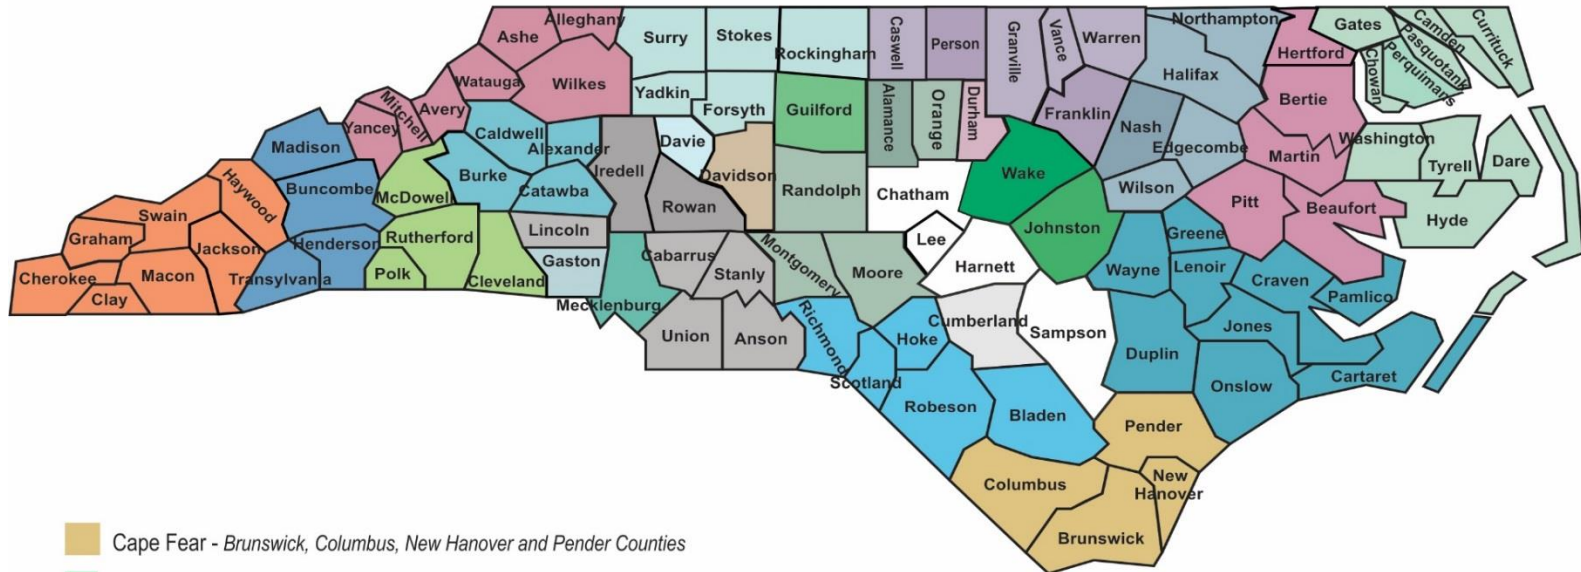 Alleghany
Ashe
Surry
Stokes
Rockingham
Caswell
Person
Granville
Vance
Warren
Northampton
Gates
Camden
Currituck
Hertford
Pasquotank
Perquimans
Chowan
Watauga
Wilkes
Halifax
Yadkin
Forsyth
Guilford
Alamance
Orange
Durham
Franklin
Bertie
Mitchell
Avery
Yancey
Caldwell
Alexander
Davie
Nash
Edgecombe
Martin
Washington
Tyrell
Dare
Madison
Burke
Catawba
Iredell
Davidson
Randolph
Chatham
Wake
Wilson
Haywood
Buncombe
McDowell
Rowan
Pitt
Beaufort
Hyde
Swain
Lincoln
Lee
Johnston
Greene
Graham
Jackson
Henderson
Rutherford
Gaston
Cabarrus
Stanly
Montgomery
Moore
Harnett
Wayne
Lenoir
Craven
Pamlico
Cherokee
Macon
Clay
Transylvania
Polk
Cleveland
Mecklenburg
Union
Anson
Richmond
Scotland
Hoke
Cumberland
Sampson
Duplin
Jones
Onslow
Cartaret
Robeson
Bladen
Pender
Columbus
New
Hanover
Brunswick
Cape Fear - Brunswick, Columbus, New Hanover and Pender Counties